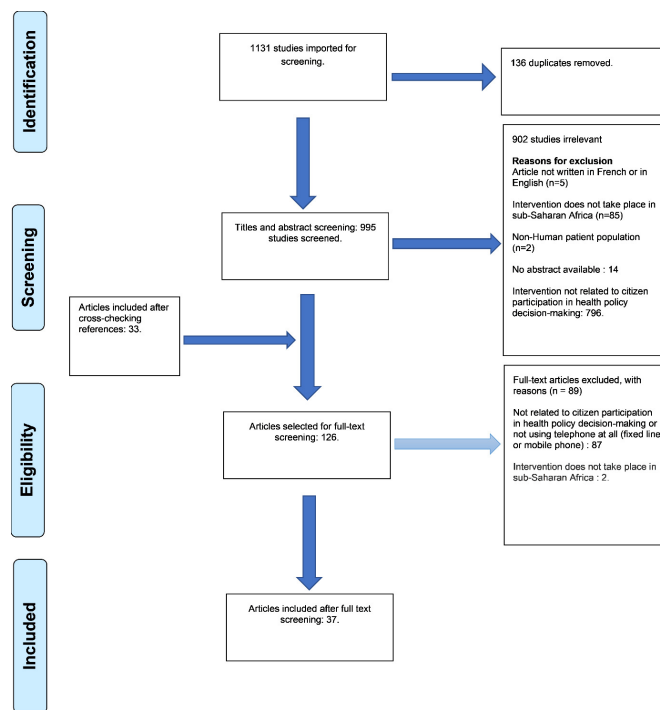 Identification
1131 studies imported for
screening.
136 duplicates removed.
902 studies irrelevant
Reasons for exclusion
Article not written in French or in
English (n=5)
Intervention does not take place in
sub-Saharan Africa (n=85)
Non-Human patient population
(n=2)
No abstract available : 14
Intervention not related to citizen
participation in health policy
decision-making: 796.
Screening
Titles and abstract screening: 995
studies screened.
Articles included after
cross-checking
references: 33.
Eligibility
Articles selected for full-text
screening: 126.
Full-text articles excluded, with
reasons (n = 89)
Not related to citizen participation
in health policy decision-making or
not using telephone at all (fixed line
or mobile phone) : 87
Intervention does not take place in
sub-Saharan Africa : 2.
Included
Articles included after full text
screening: 37.